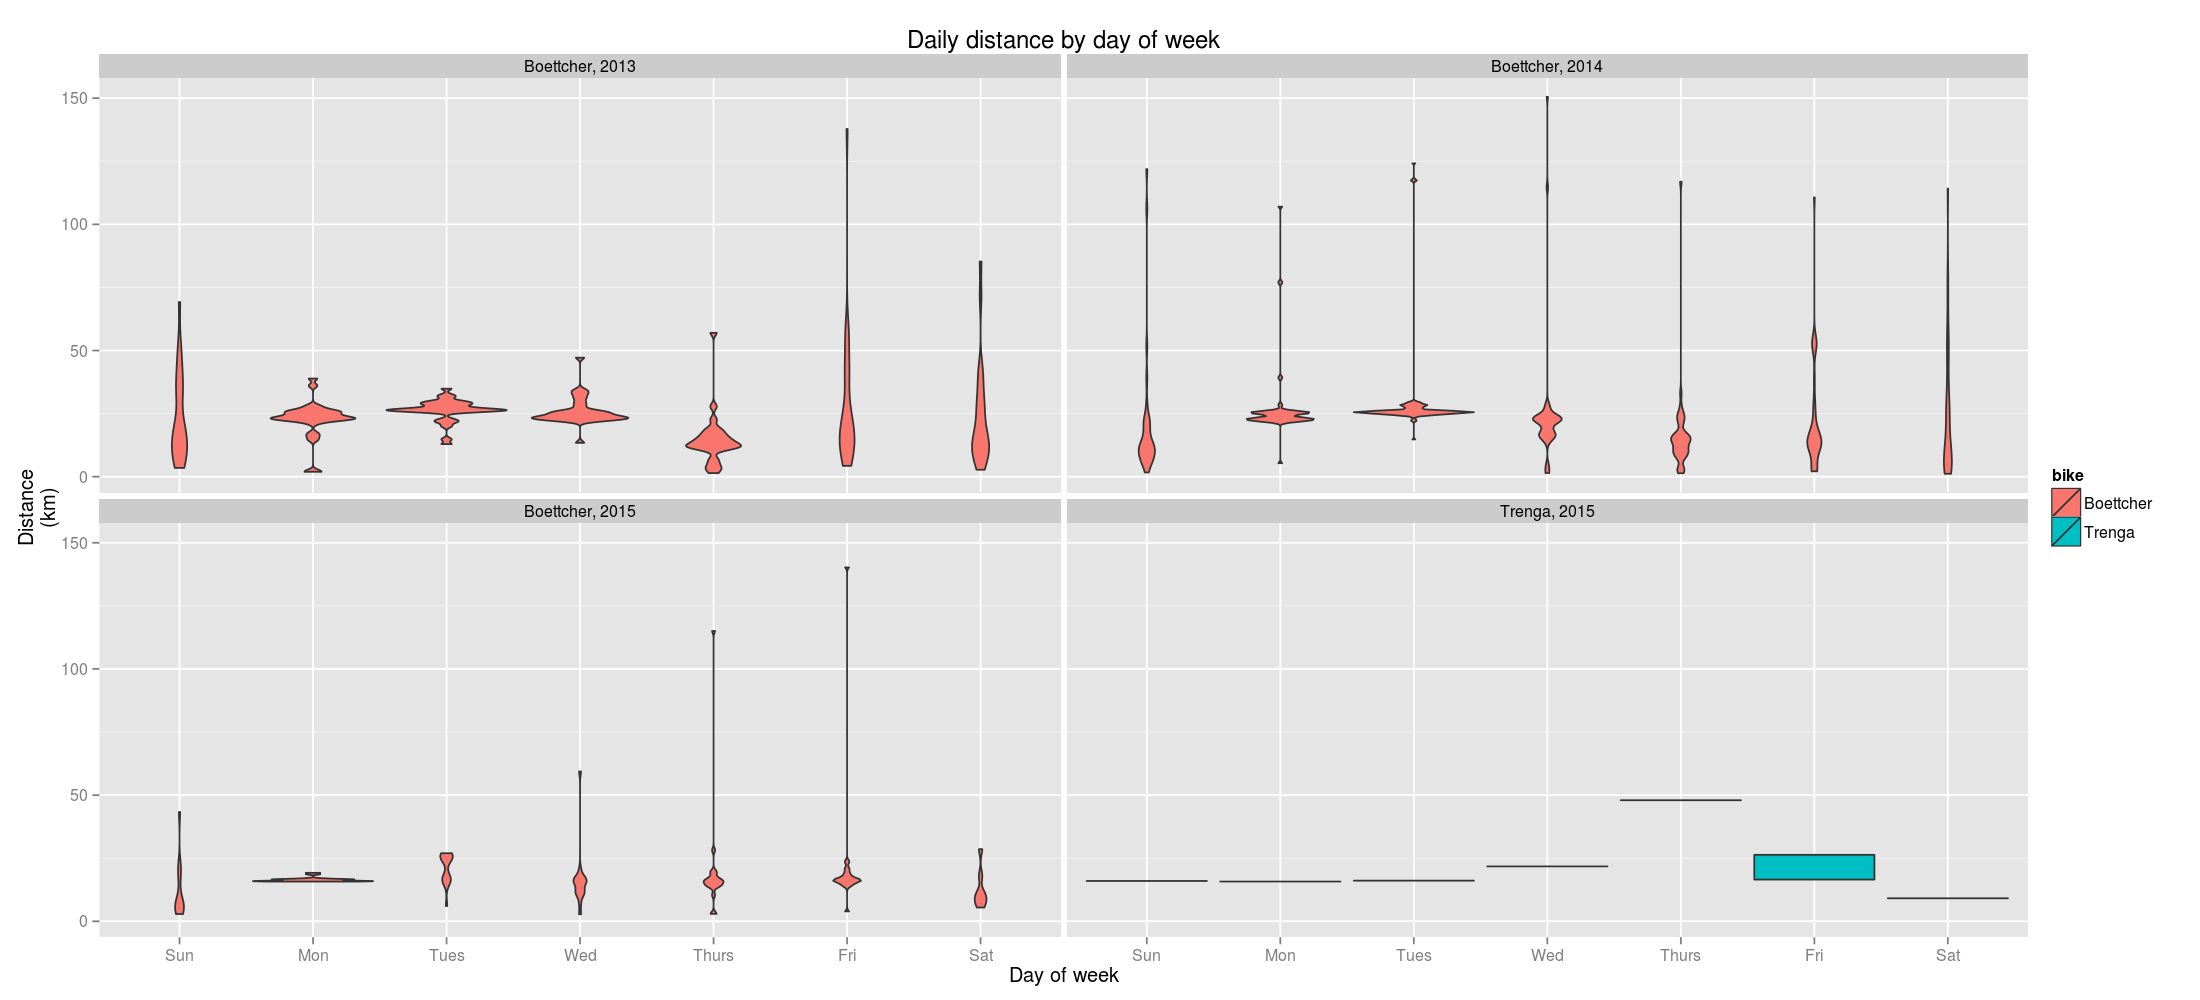 Daily distance by day of week
Boettcher, 2013
Boettcher, 2014
150
100
50
0
Boettcher, 2015
Trenga, 2015
150
100
50
0
Distance
(km)
Sun Mon Tues Wed Thurs Fri Sat
Sun Mon Tues Wed Thurs Fri Sat
Day of week
bike
Boettcher
Trenga